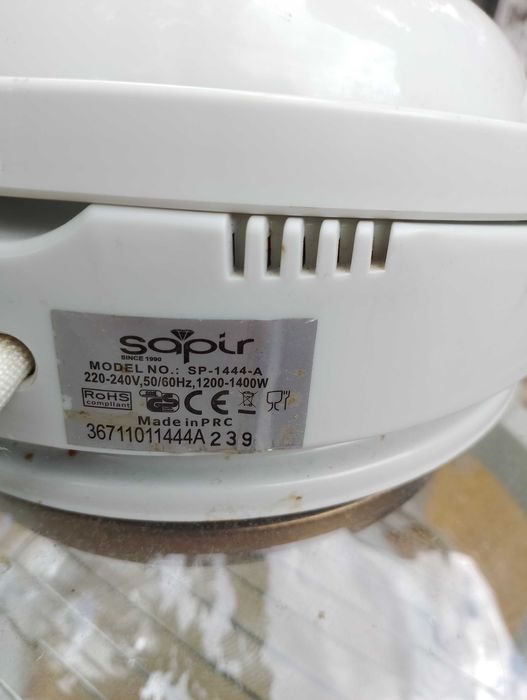 sapir
SINCE 1990
MODEL NO.: SP-1444-A
220-240V,50/60Hz,1200-1400W
RoHS
compliant
GS
CE
Made in PRC
36711011444A 239